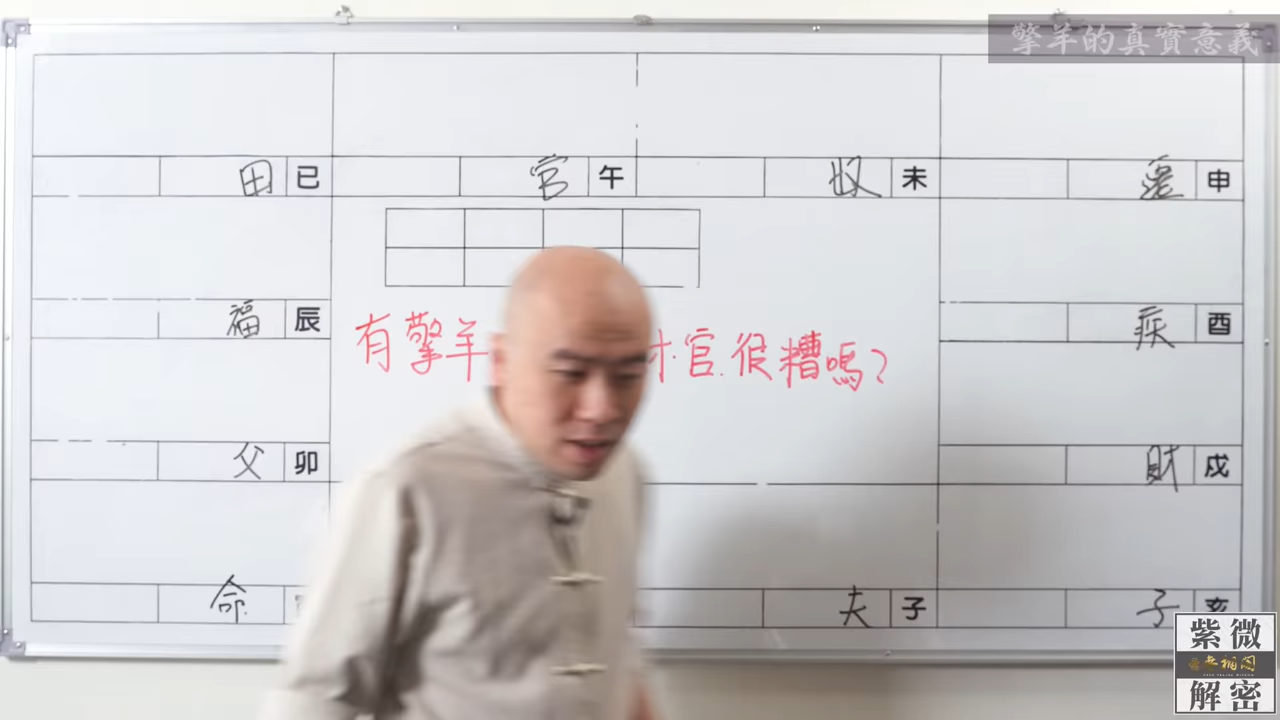 擎羊的真實意義
田 巳 官 午 奴 未 遷 申
福 辰 疾 酉
有擎羊 官.很糟嗎?
父 卯 財 戌
命 夫 子 子 亥
紫微
解密